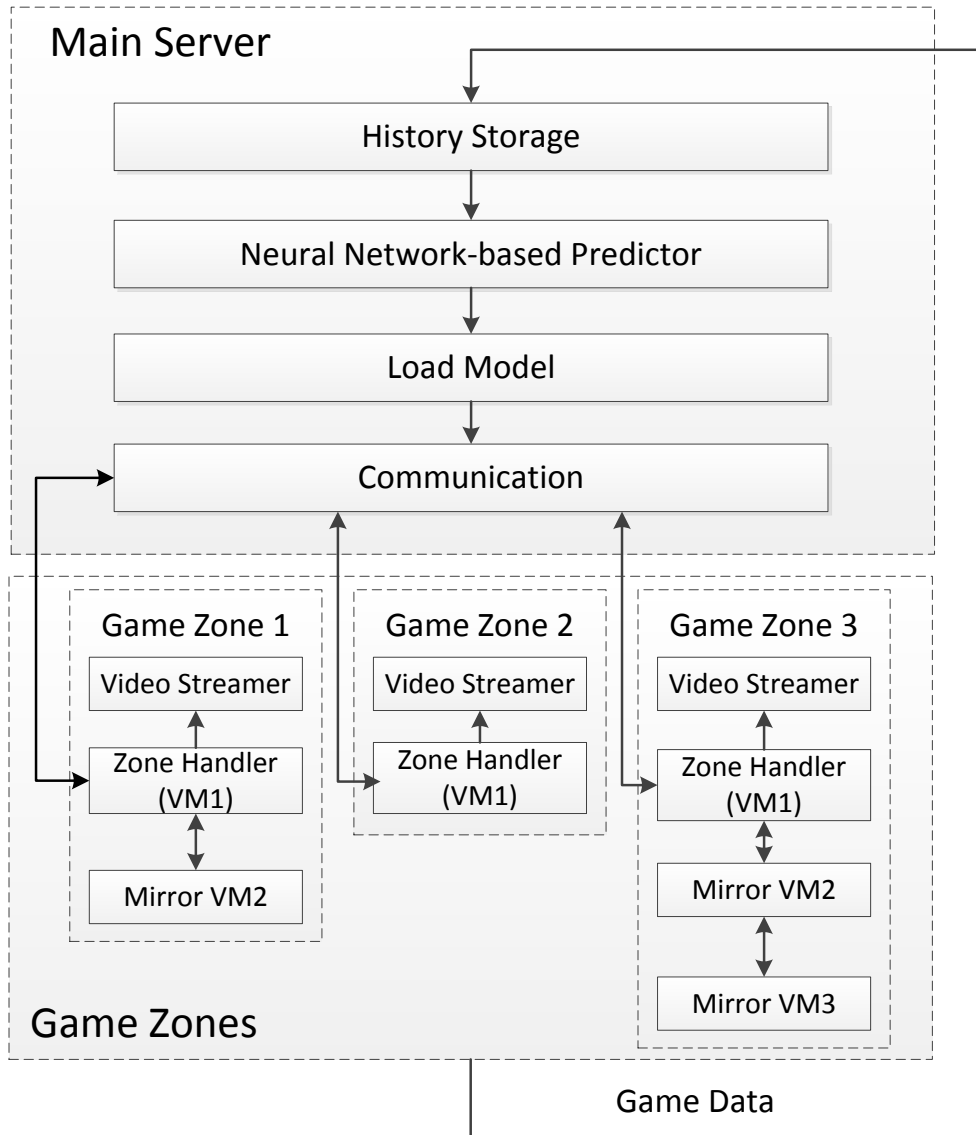 Main Server
History Storage
Neural Network-based Predictor
Load Model
Communication
Game Zone 1
Video Streamer
Zone Handler
(VM1)
Mirror VM2
Game Zone 2
Video Streamer
Zone Handler
(VM1)
Game Zone 3
Video Streamer
Zone Handler
(VM1)
Mirror VM2
Mirror VM3
Game Zones
Game Data